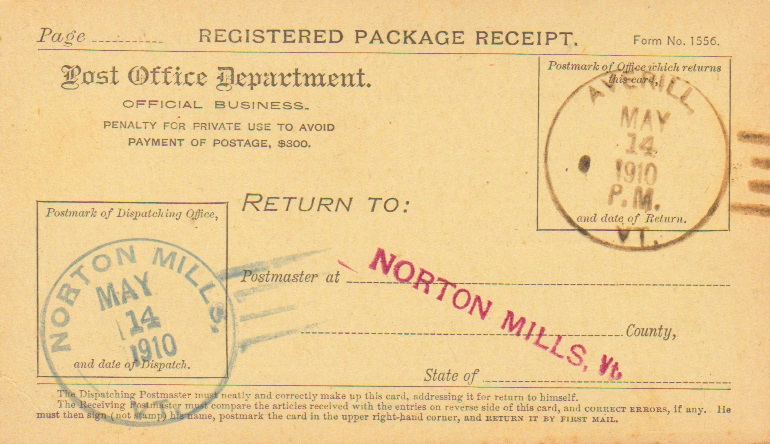 Page
REGISTERED PACKAGE RECEIPT.
Form No. 1556.
Post Office Department.
OFFICIAL BUSINESS.
PENALTY FOR PRIVATE USE TO AVOID
PAYMENT OF POSTAGE, $300.
Postmark of Office which returns
this card,
AVERILL
MAY
14
1910
P.M.
and date of Return.
VT.
RETURN TO:
Postmark of Dispatching Office,
NORTON MILLS,
MAY
14
1910
and date of Dispatch.
VT.
Postmaster at
NORTON MILLS, Vt.
County,
State of
The Dispatching Postmaster must neatly and correctly make up this card, addressing it for return to himself.
The Receiving Postmaster must compare the articles received with the entries on reverse side of this card, and CORRECT ERRORS, if any. He
must then sign (not stamp) his name, postmark the card in the upper right-hand corner, and RETURN IT BY FIRST MAIL.